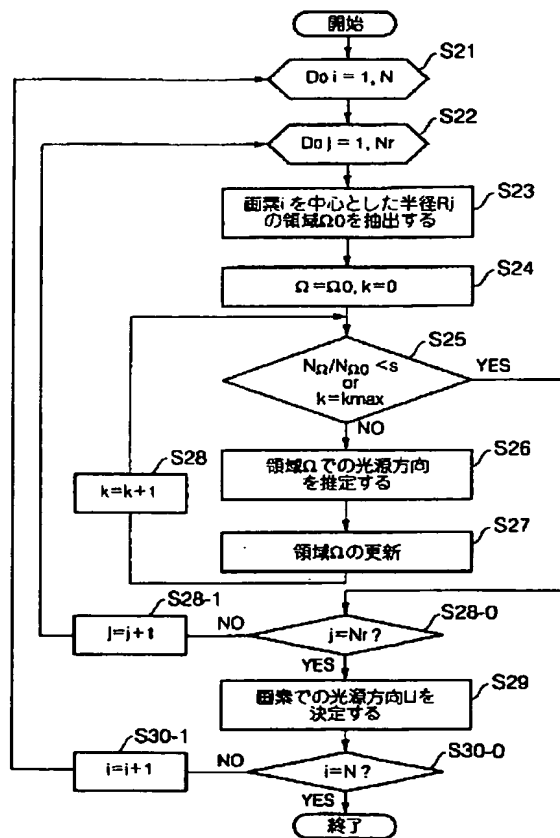 開始
S21
Do i = 1, N
S22
Do j = 1, Nr
S23
画素iを中心とした半径Rj
の領域Ω0を抽出する
S24
Ω=Ω0, k=0
S25
NΩ/NΩ0 <s
or
k=kmax
YES
NO
S28
k=k+1
S26
領域Ωでの光源方向
を推定する
S27
領域Ωの更新
S28-1
j=j+1
NO
S28-0
j=Nr ?
YES
S29
画素での光源方向Liを
決定する
S30-1
i=i+1
NO
S30-0
i=N ?
YES
終了